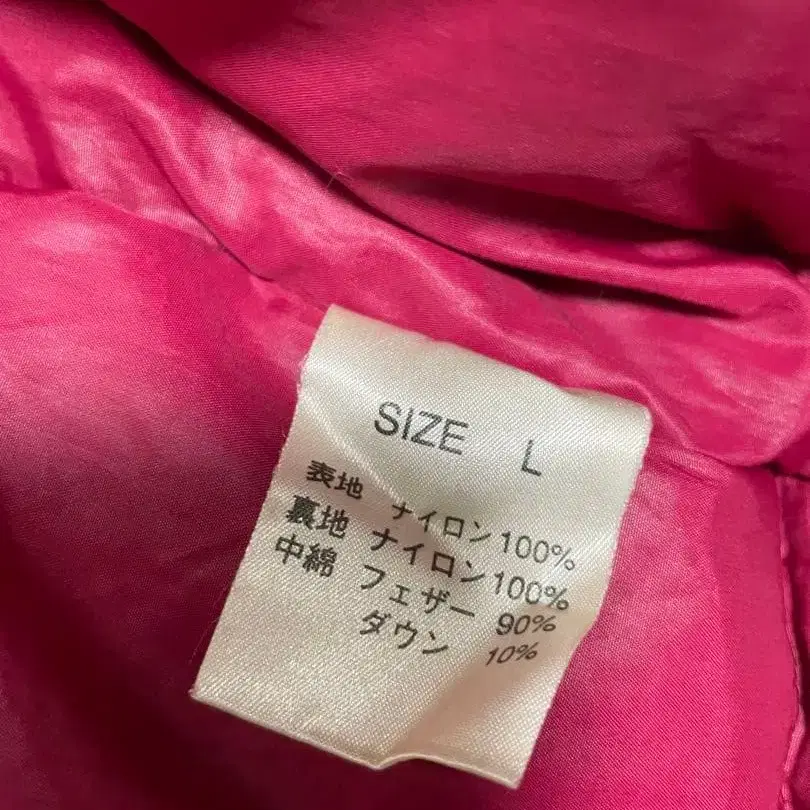 SIZE L
表地 ナイロン100%
裏地 ナイロン100%
中綿 フェザー 90%
ダウン 10%